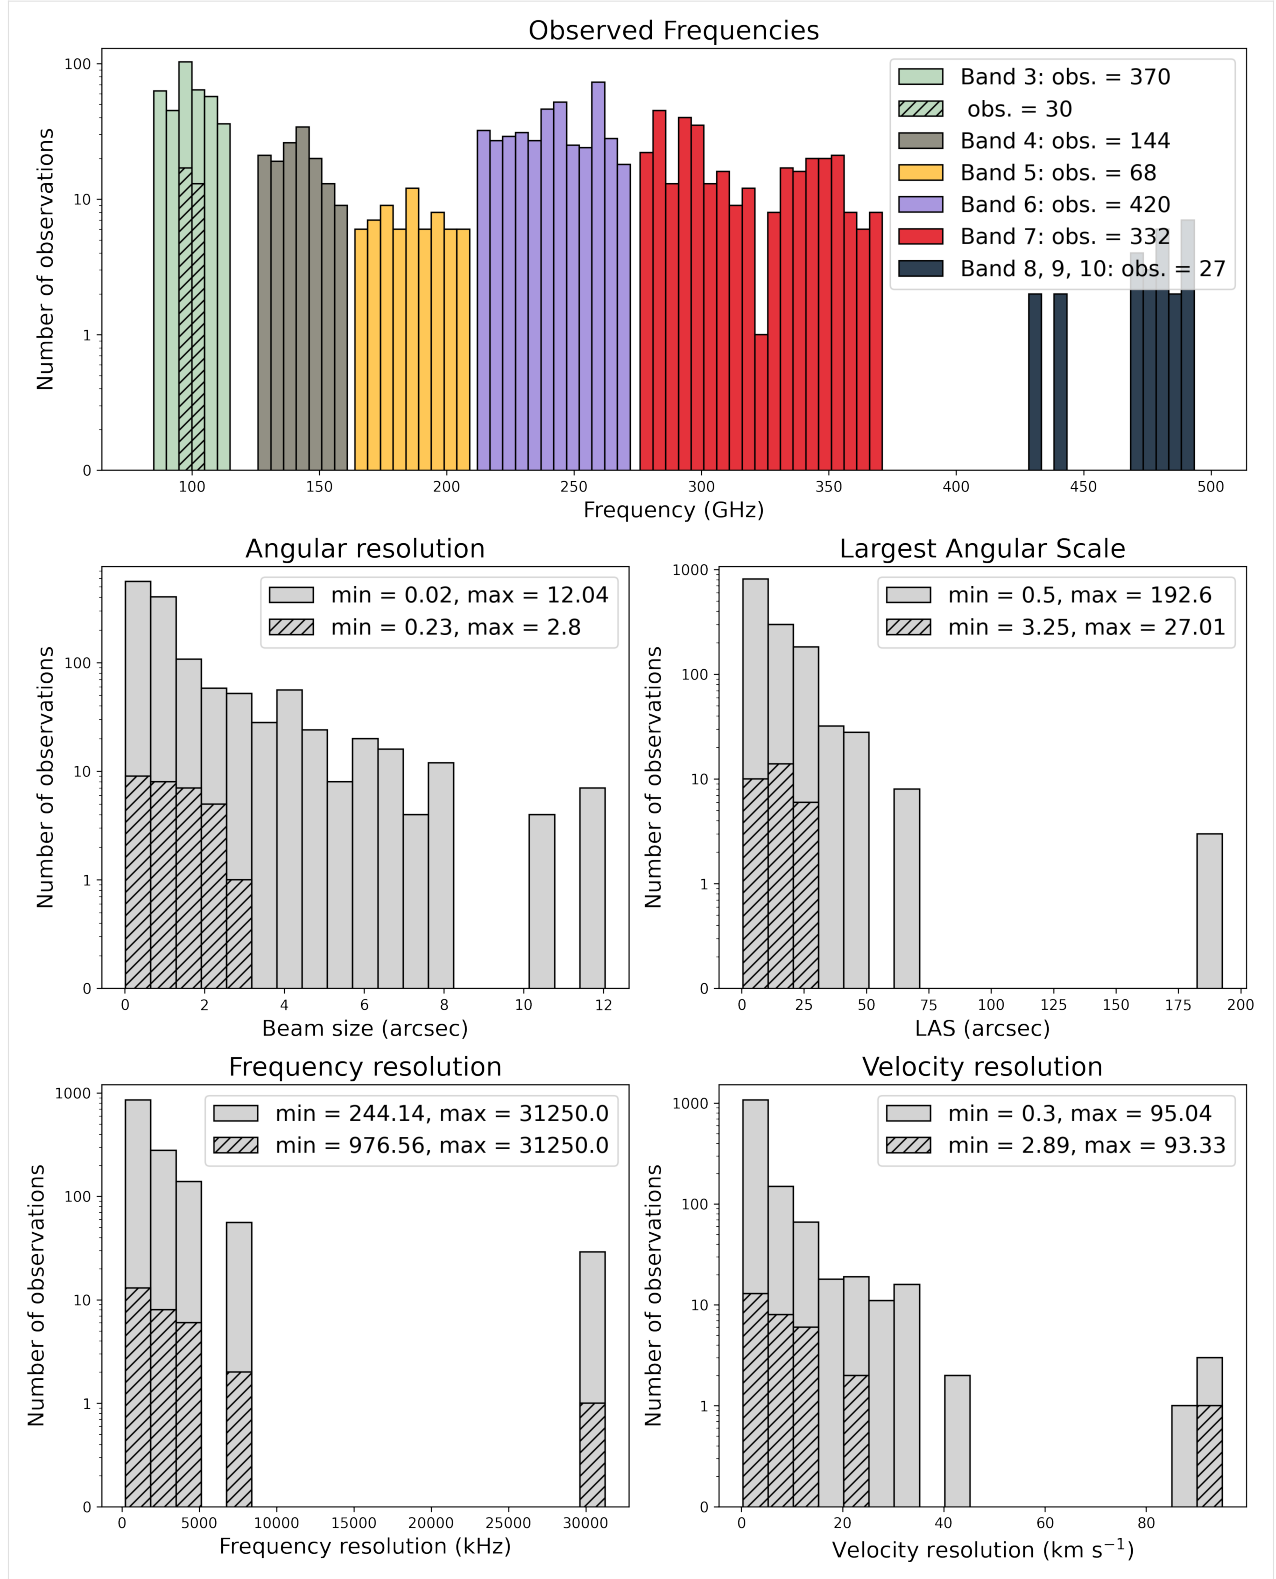 Observed Frequencies
Number of observations
100
10
1
0
Band 3: obs. = 370
obs. = 30
Band 4: obs. = 144
Band 5: obs. = 68
Band 6: obs. = 420
Band 7: obs. = 332
Band 8, 9, 10: obs. = 27
100 150 200 250 300 350 400 450 500
Frequency (GHz)
Angular resolution
Number of observations
100
10
1
0
min = 0.02, max = 12.04
min = 0.23, max = 2.8
0 2 4 6 8 10 12
Beam size (arcsec)
Largest Angular Scale
Number of observations
1000
100
10
1
0
min = 0.5, max = 192.6
min = 3.25, max = 27.01
0 25 50 75 100 125 150 175 200
LAS (arcsec)
Frequency resolution
Number of observations
1000
100
10
1
0
min = 244.14, max = 31250.0
min = 976.56, max = 31250.0
0 5000 10000 15000 20000 25000 30000
Frequency resolution (kHz)
Velocity resolution
Number of observations
1000
100
10
1
0
min = 0.3, max = 95.04
min = 2.89, max = 93.33
0 20 40 60 80
Velocity resolution (km s⁻¹)